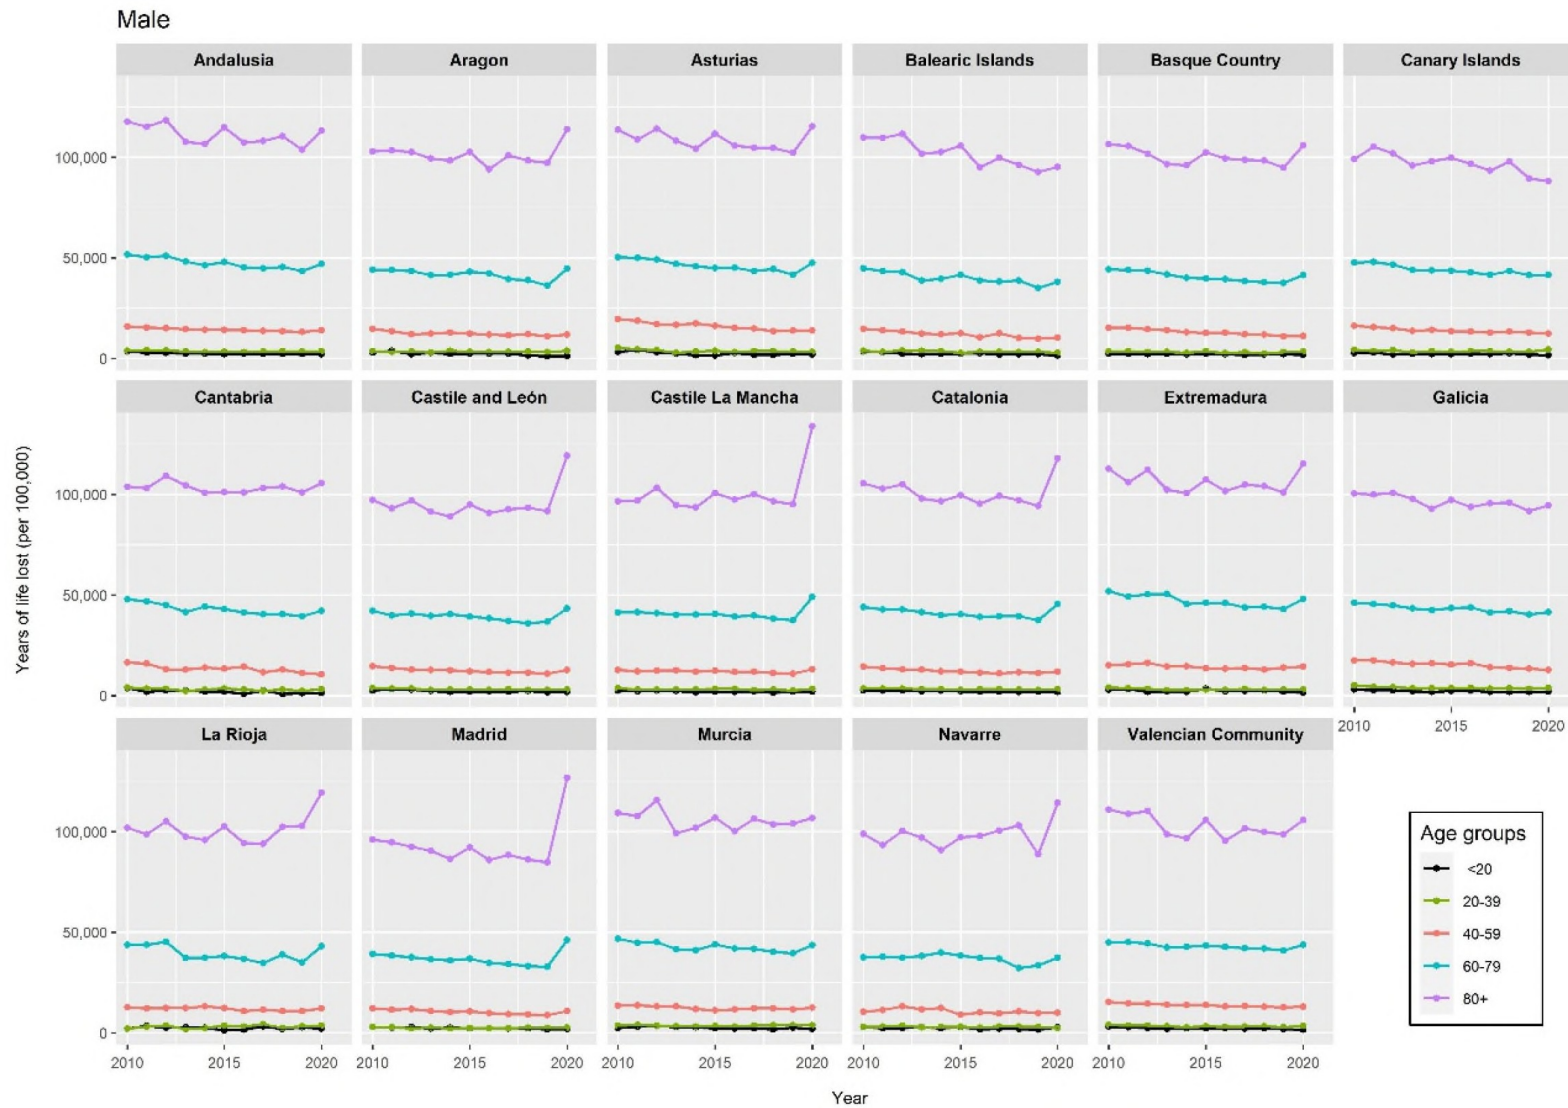 Male
Andalusia Aragon Asturias Balearic Islands Basque Country Canary Islands
100,000
50,000
0
Cantabria Castile and León Castile La Mancha Catalonia Extremadura Galicia
100,000
50,000
0
2010 2015 2020
La Rioja Madrid Murcia Navarre Valencian Community
100,000
50,000
0
2010 2015 2020 2010 2015 2020 2010 2015 2020 2010 2015 2020 2010 2015 2020
Years of life lost (per 100,000)
Year
Age groups
<20
20-39
40-59
60-79
80+